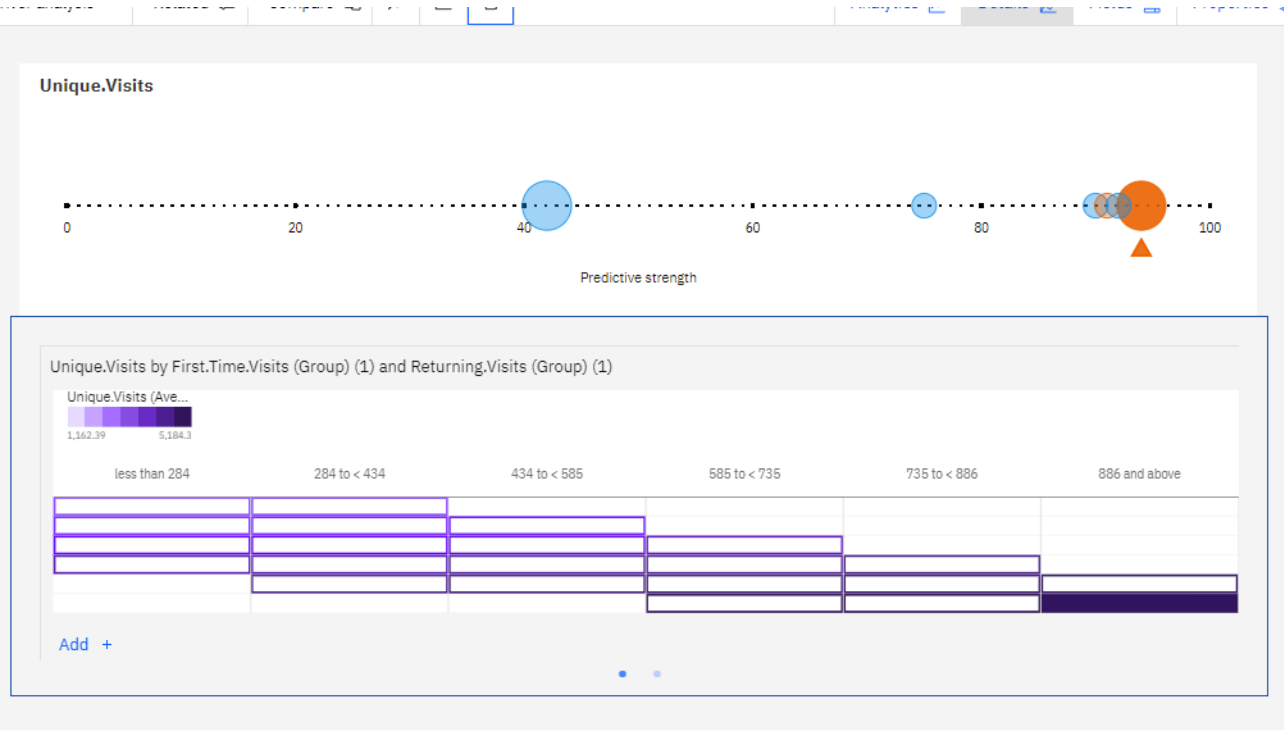 Unique.Visits
0 20 40 60 80 100
Predictive strength
Unique.Visits by First.Time.Visits (Group) (1) and Returning.Visits (Group) (1)
Unique.Visits (Ave...
1,162.39 5,184.3
less than 284 284 to < 434 434 to < 585 585 to < 735 735 to < 886 886 and above
Add +